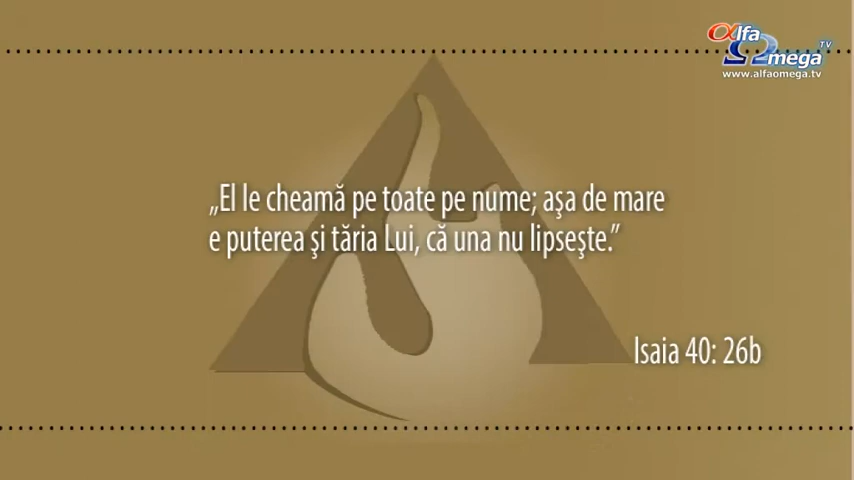 alfa
Ωmega TV
www.alfaomega.tv
„El le cheamă pe toate pe nume; aşa de mare
e puterea şi tăria Lui, că una nu lipseşte.”
Isaia 40: 26b